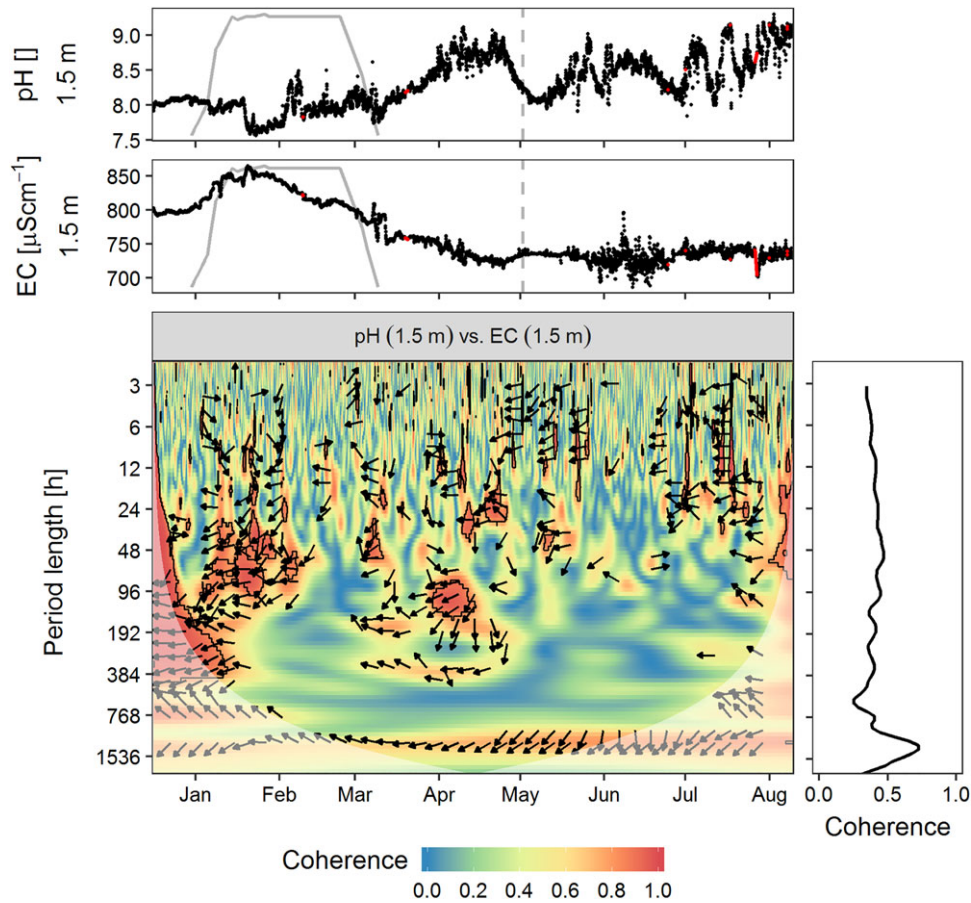 pH []
1.5 m
9.0
8.5
8.0
7.5
EC [µScm⁻¹]
1.5 m
850
800
750
700
pH (1.5 m) vs. EC (1.5 m)
Period length [h]
3
6
12
24
48
96
192
384
768
1536
Jan Feb Mar Apr May Jun Jul Aug
0.0 0.5 1.0
Coherence
Coherence
0.0 0.2 0.4 0.6 0.8 1.0